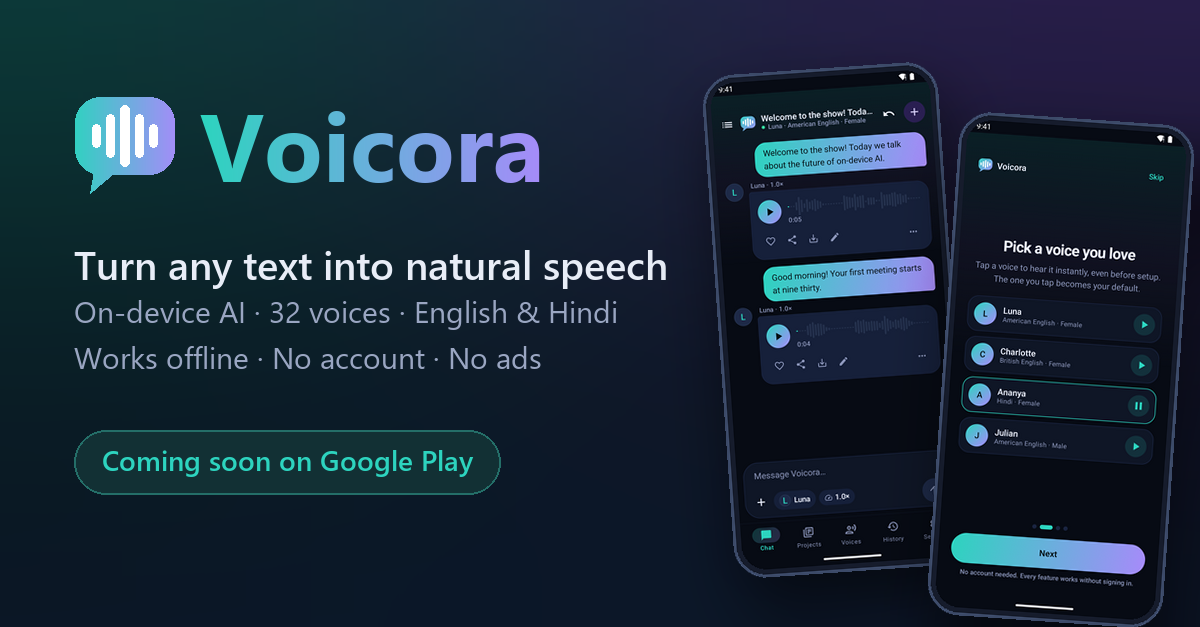 Voicora
Turn any text into natural speech
On-device AI · 32 voices · English & Hindi
Works offline · No account · No ads
Coming soon on Google Play
9:41
Welcome to the show! Toda...
Luna · American English · Female
Welcome to the show! Today we talk
about the future of on-device AI.
L
Luna · 1.0×
0:05
Good morning! Your first meeting starts
at nine thirty.
L
Luna · 1.0×
0:04
Message Voicora...
L Luna 1.0×
Chat Projects Voices History
9:41
Voicora
Skip
Pick a voice you love
Tap a voice to hear it instantly, even before setup.
The one you tap becomes your default.
L
Luna
American English · Female
C
Charlotte
British English · Female
A
Ananya
Hindi · Female
J
Julian
American English · Male
Next
No account needed. Every feature works without signing in.